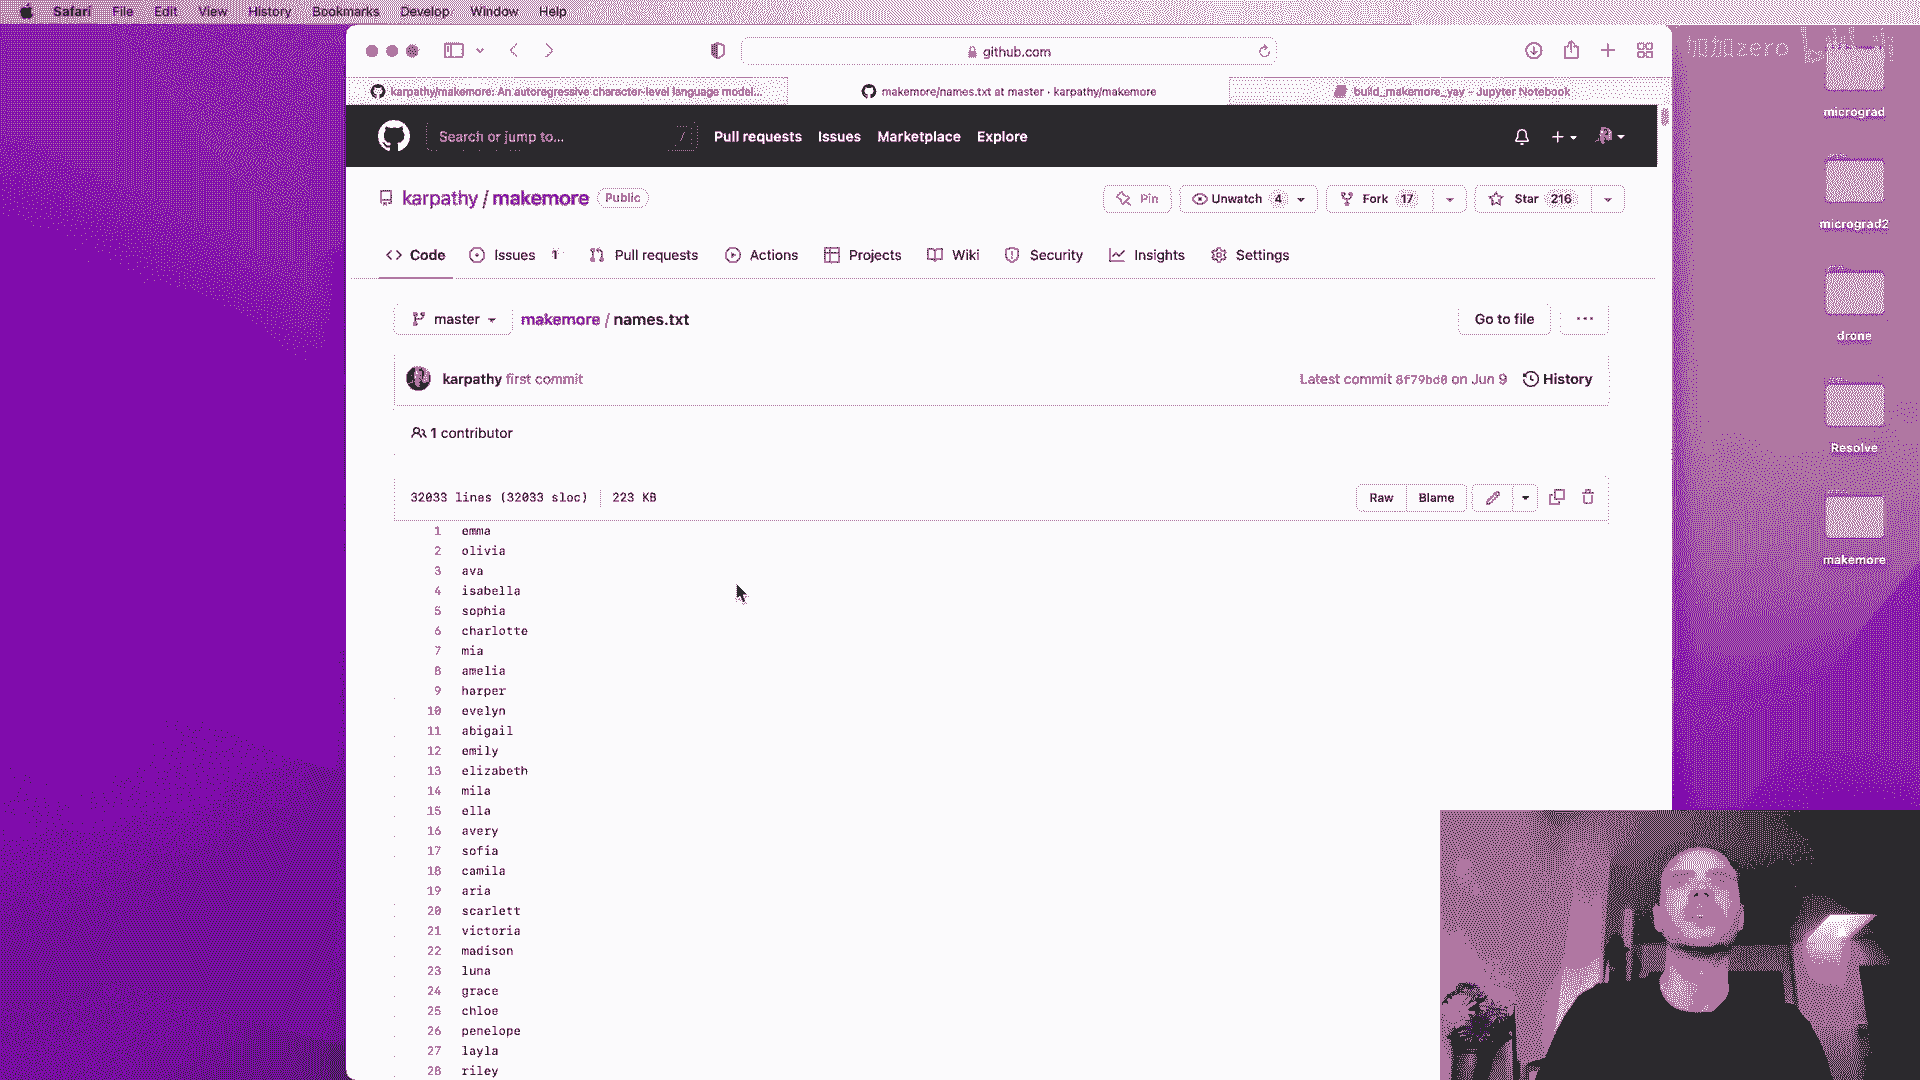 Safari File Edit View History Bookmarks Develop Window Help
github.com
加加zero
karpathy/makemore: An autoregressive character-level language model...
makemore/names.txt at master · karpathy/makemore
build_makemore_yay - Jupyter Notebook
Search or jump to... /
Pull requests Issues Marketplace Explore
karpathy / makemore Public
Pin
Unwatch 4
Fork 17
Star 216
Code
Issues 1
Pull requests
Actions
Projects
Wiki
Security
Insights
Settings
master
makemore / names.txt
Go to file
...
karpathy first commit
Latest commit 8f79bd0 on Jun 9
History
1 contributor
32033 lines (32033 sloc) 223 KB
Raw Blame
1 emma
2 olivia
3 ava
4 isabella
5 sophia
6 charlotte
7 mia
8 amelia
9 harper
10 evelyn
11 abigail
12 emily
13 elizabeth
14 mila
15 ella
16 avery
17 sofia
18 camila
19 aria
20 scarlett
21 victoria
22 madison
23 luna
24 grace
25 chloe
26 penelope
27 layla
28 riley
micrograd
micrograd2
drone
Resolve
makemore